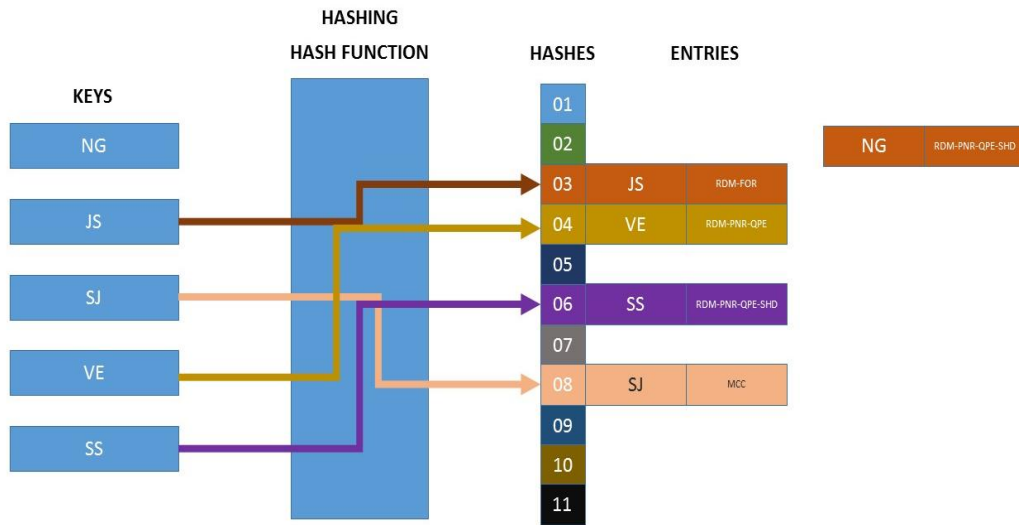 HASHING
HASH FUNCTION
HASHES
ENTRIES
KEYS
NG
JS
SJ
VE
SS
01
02
03 JS RDM-FOR
04 VE RDM-PNR-QPE
05
06 SS RDM-PNR-QPE-SHD
07
08 SJ MCC
09
10
11
NG RDM-PNR-QPE-SHD